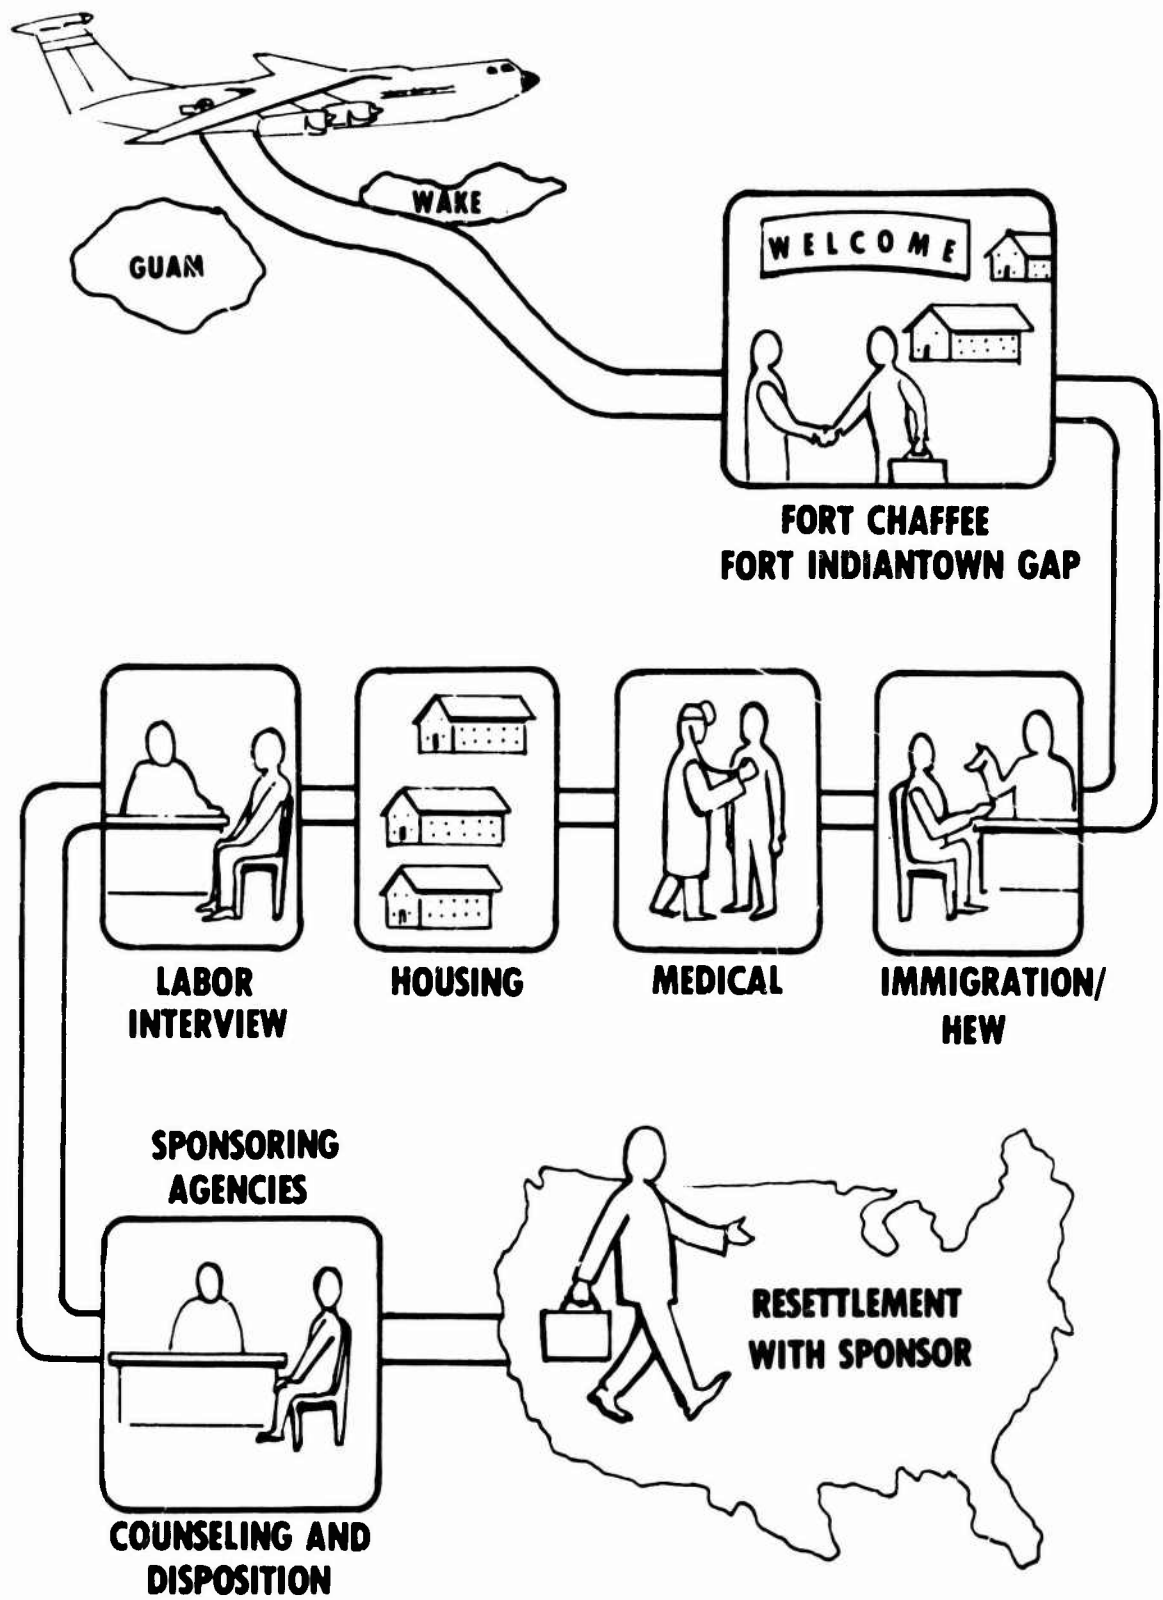 WAKE
GUAM
WELCOME
FORT CHAFFEE
FORT INDIANTOWN GAP
LABOR
INTERVIEW
HOUSING
MEDICAL
IMMIGRATION/
HEW
SPONSORING
AGENCIES
RESETTLEMENT
WITH SPONSOR
COUNSELING AND
DISPOSITION